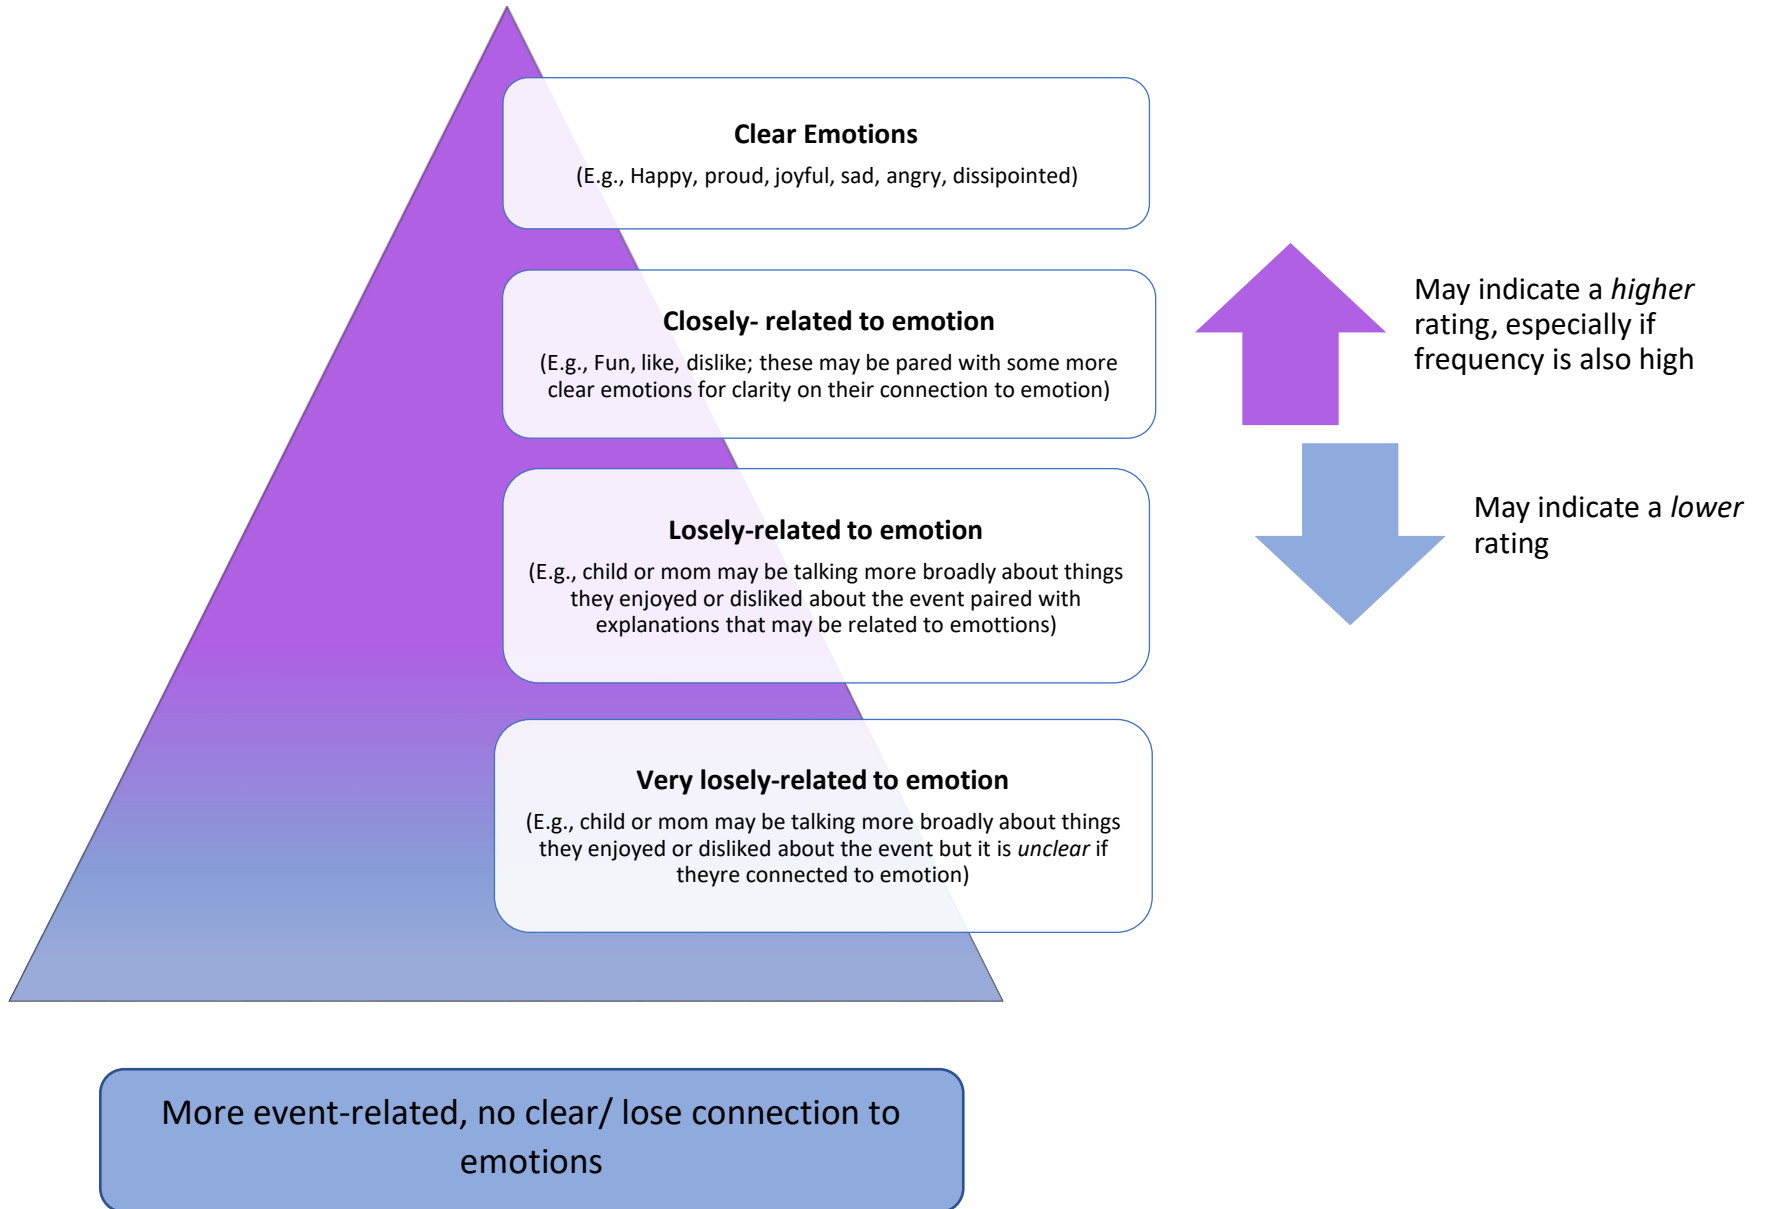 Clear Emotions
(E.g., Happy, proud, joyful, sad, angry, dissipointed)
Closely- related to emotion
(E.g., Fun, like, dislike; these may be pared with some more
clear emotions for clarity on their connection to emotion)
May indicate a higher
rating, especially if
frequency is also high
Losely-related to emotion
(E.g., child or mom may be talking more broadly about things
they enjoyed or disliked about the event paired with
explanations that may be related to emottions)
May indicate a lower
rating
Very losely-related to emotion
(E.g., child or mom may be talking more broadly about things
they enjoyed or disliked about the event but it is unclear if
theyre connected to emotion)
More event-related, no clear/ lose connection to
emotions